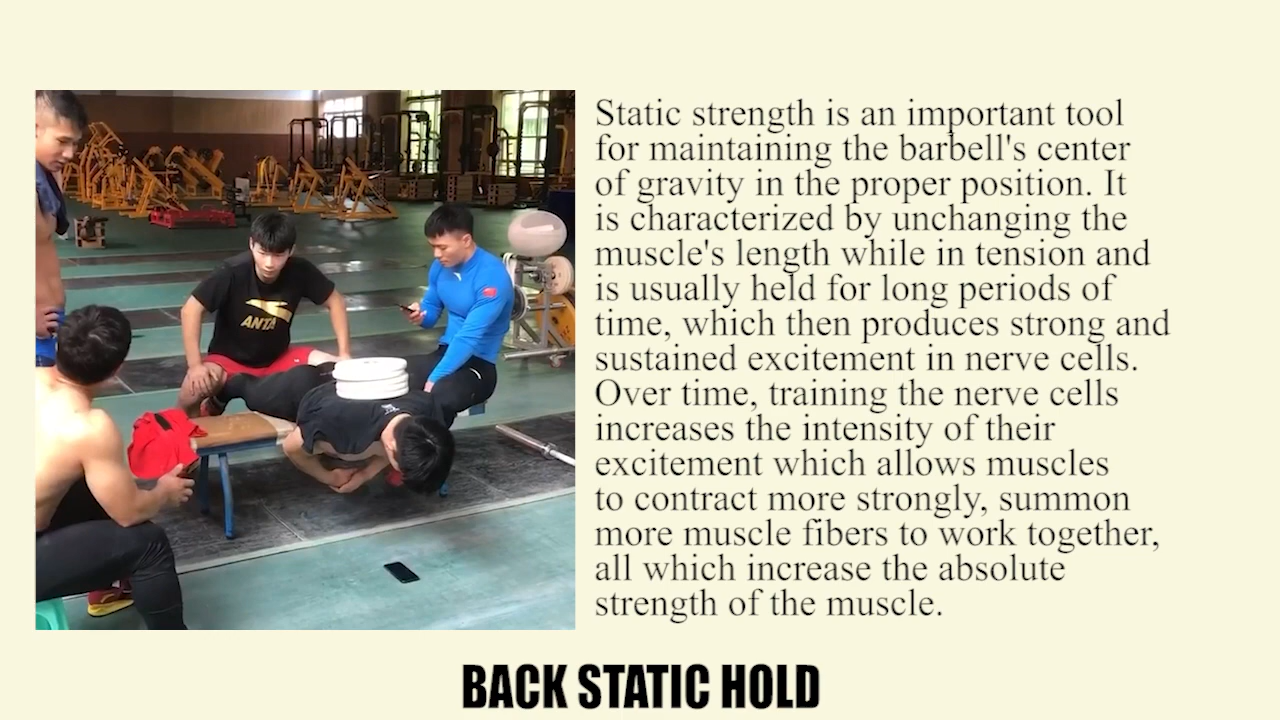 Static strength is an important tool
for maintaining the barbell's center
of gravity in the proper position. It
is characterized by unchanging the
muscle's length while in tension and
is usually held for long periods of
time, which then produces strong and
sustained excitement in nerve cells.
Over time, training the nerve cells
increases the intensity of their
excitement which allows muscles
to contract more strongly, summon
more muscle fibers to work together,
all which increase the absolute
strength of the muscle.
ANTA
BACK STATIC HOLD